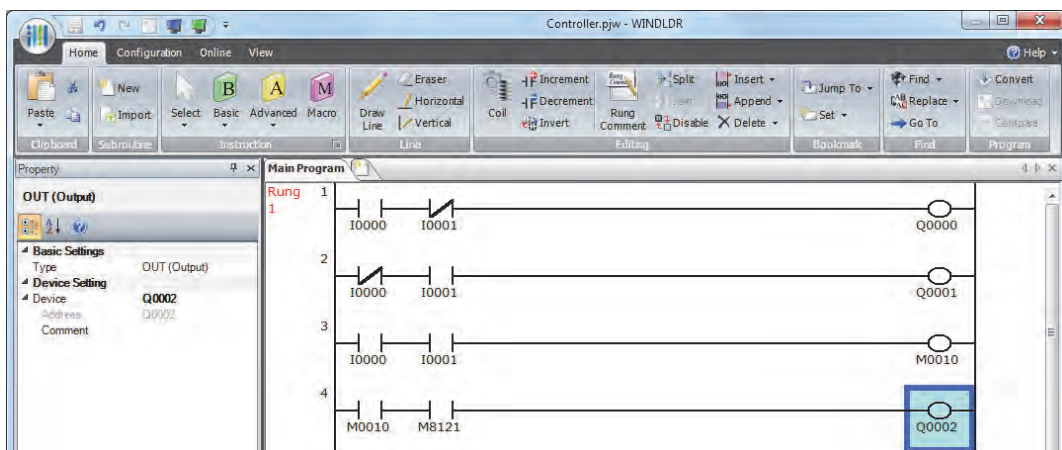 Controller.pjw - WINDLDR
Home Configuration Online View Help
Paste New Import Select Basic Advanced Macro Draw Line Eraser Horizontal Vertical Coil Increment Decrement Invert Rung Comment Split Disable Insert Append Delete Jump To Set Find Replace Go To Convert Download Compare
B A M
Clipboard Subroutine Instruction Line Editing Bookmark Find Program
Property
Main Program
OUT (Output)
Basic Settings
Type OUT (Output)
Device Setting
Device Q0002
Address Q0002
Comment
Rung 1
1
I0000 I0001 Q0000
2
I0000 I0001 Q0001
3
I0000 I0001 M0010
4
M0010 M8121 Q0002